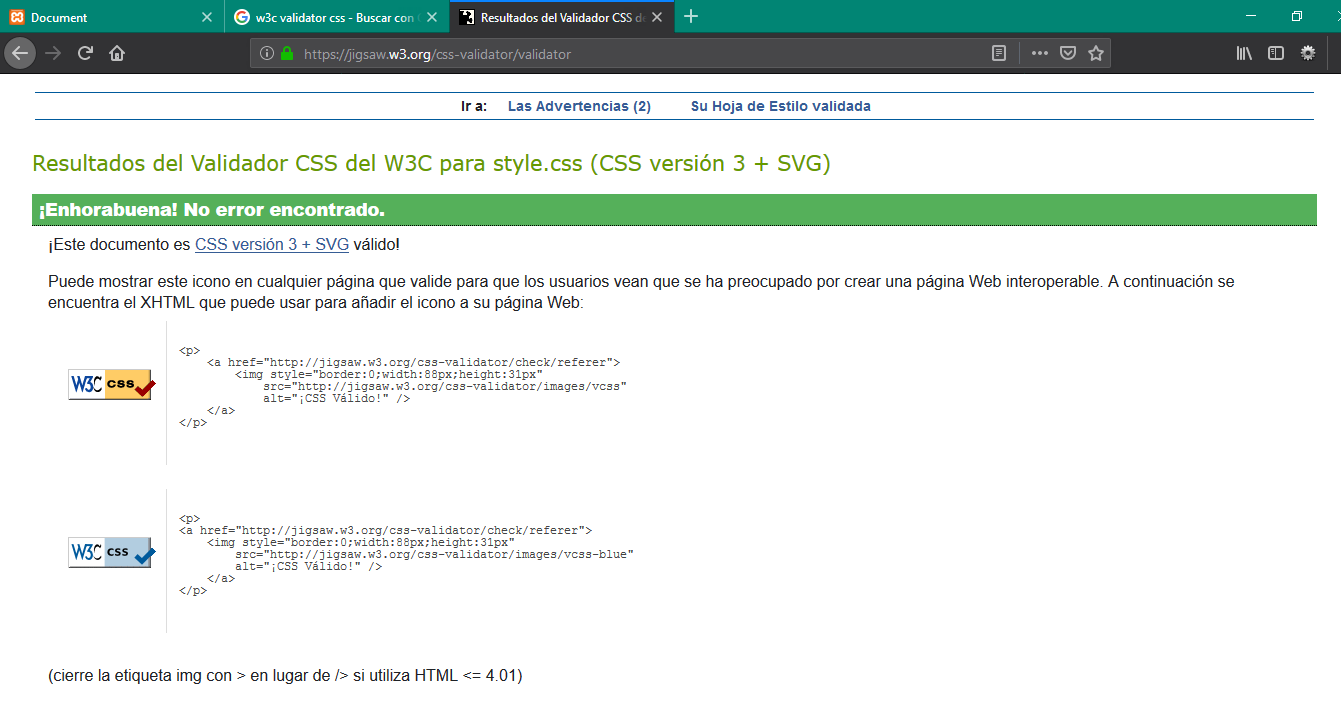 Document
w3c validator css - Buscar con
Resultados del Validador CSS d
https://jigsaw.w3.org/css-validator/validator
Ir a: Las Advertencias (2) Su Hoja de Estilo validada
Resultados del Validador CSS del W3C para style.css (CSS versión 3 + SVG)
¡Enhorabuena! No error encontrado.
¡Este documento es CSS versión 3 + SVG válido!
Puede mostrar este icono en cualquier página que valide para que los usuarios vean que se ha preocupado por crear una página Web interoperable. A continuación se
encuentra el XHTML que puede usar para añadir el icono a su página Web:
W3C css
<p>
<a href="http://jigsaw.w3.org/css-validator/check/referer">
<img style="border:0;width:88px;height:31px"
src="http://jigsaw.w3.org/css-validator/images/vcss"
alt="¡CSS Válido!" />
</a>
</p>
W3C css
<p>
<a href="http://jigsaw.w3.org/css-validator/check/referer">
<img style="border:0;width:88px;height:31px"
src="http://jigsaw.w3.org/css-validator/images/vcss-blue"
alt="¡CSS Válido!" />
</a>
</p>
(cierre la etiqueta img con > en lugar de /> si utiliza HTML <= 4.01)